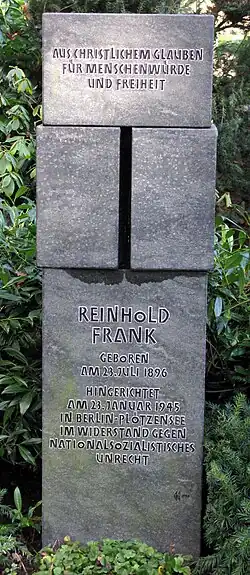 AUS CHRISTLICHEM GLAUBEN
FÜR MENSCHENWÜRDE
UND FREIHEIT
REINHOLD
FRANK
GEBOREN
AM 23. JULI 1896
HINGERICHTET
AM 23. JANUAR 1945
IN BERLIN-PLÖTZENSEE
IM WIDERSTAND GEGEN
NATIONALSOZIALISTISCHES
UNRECHT